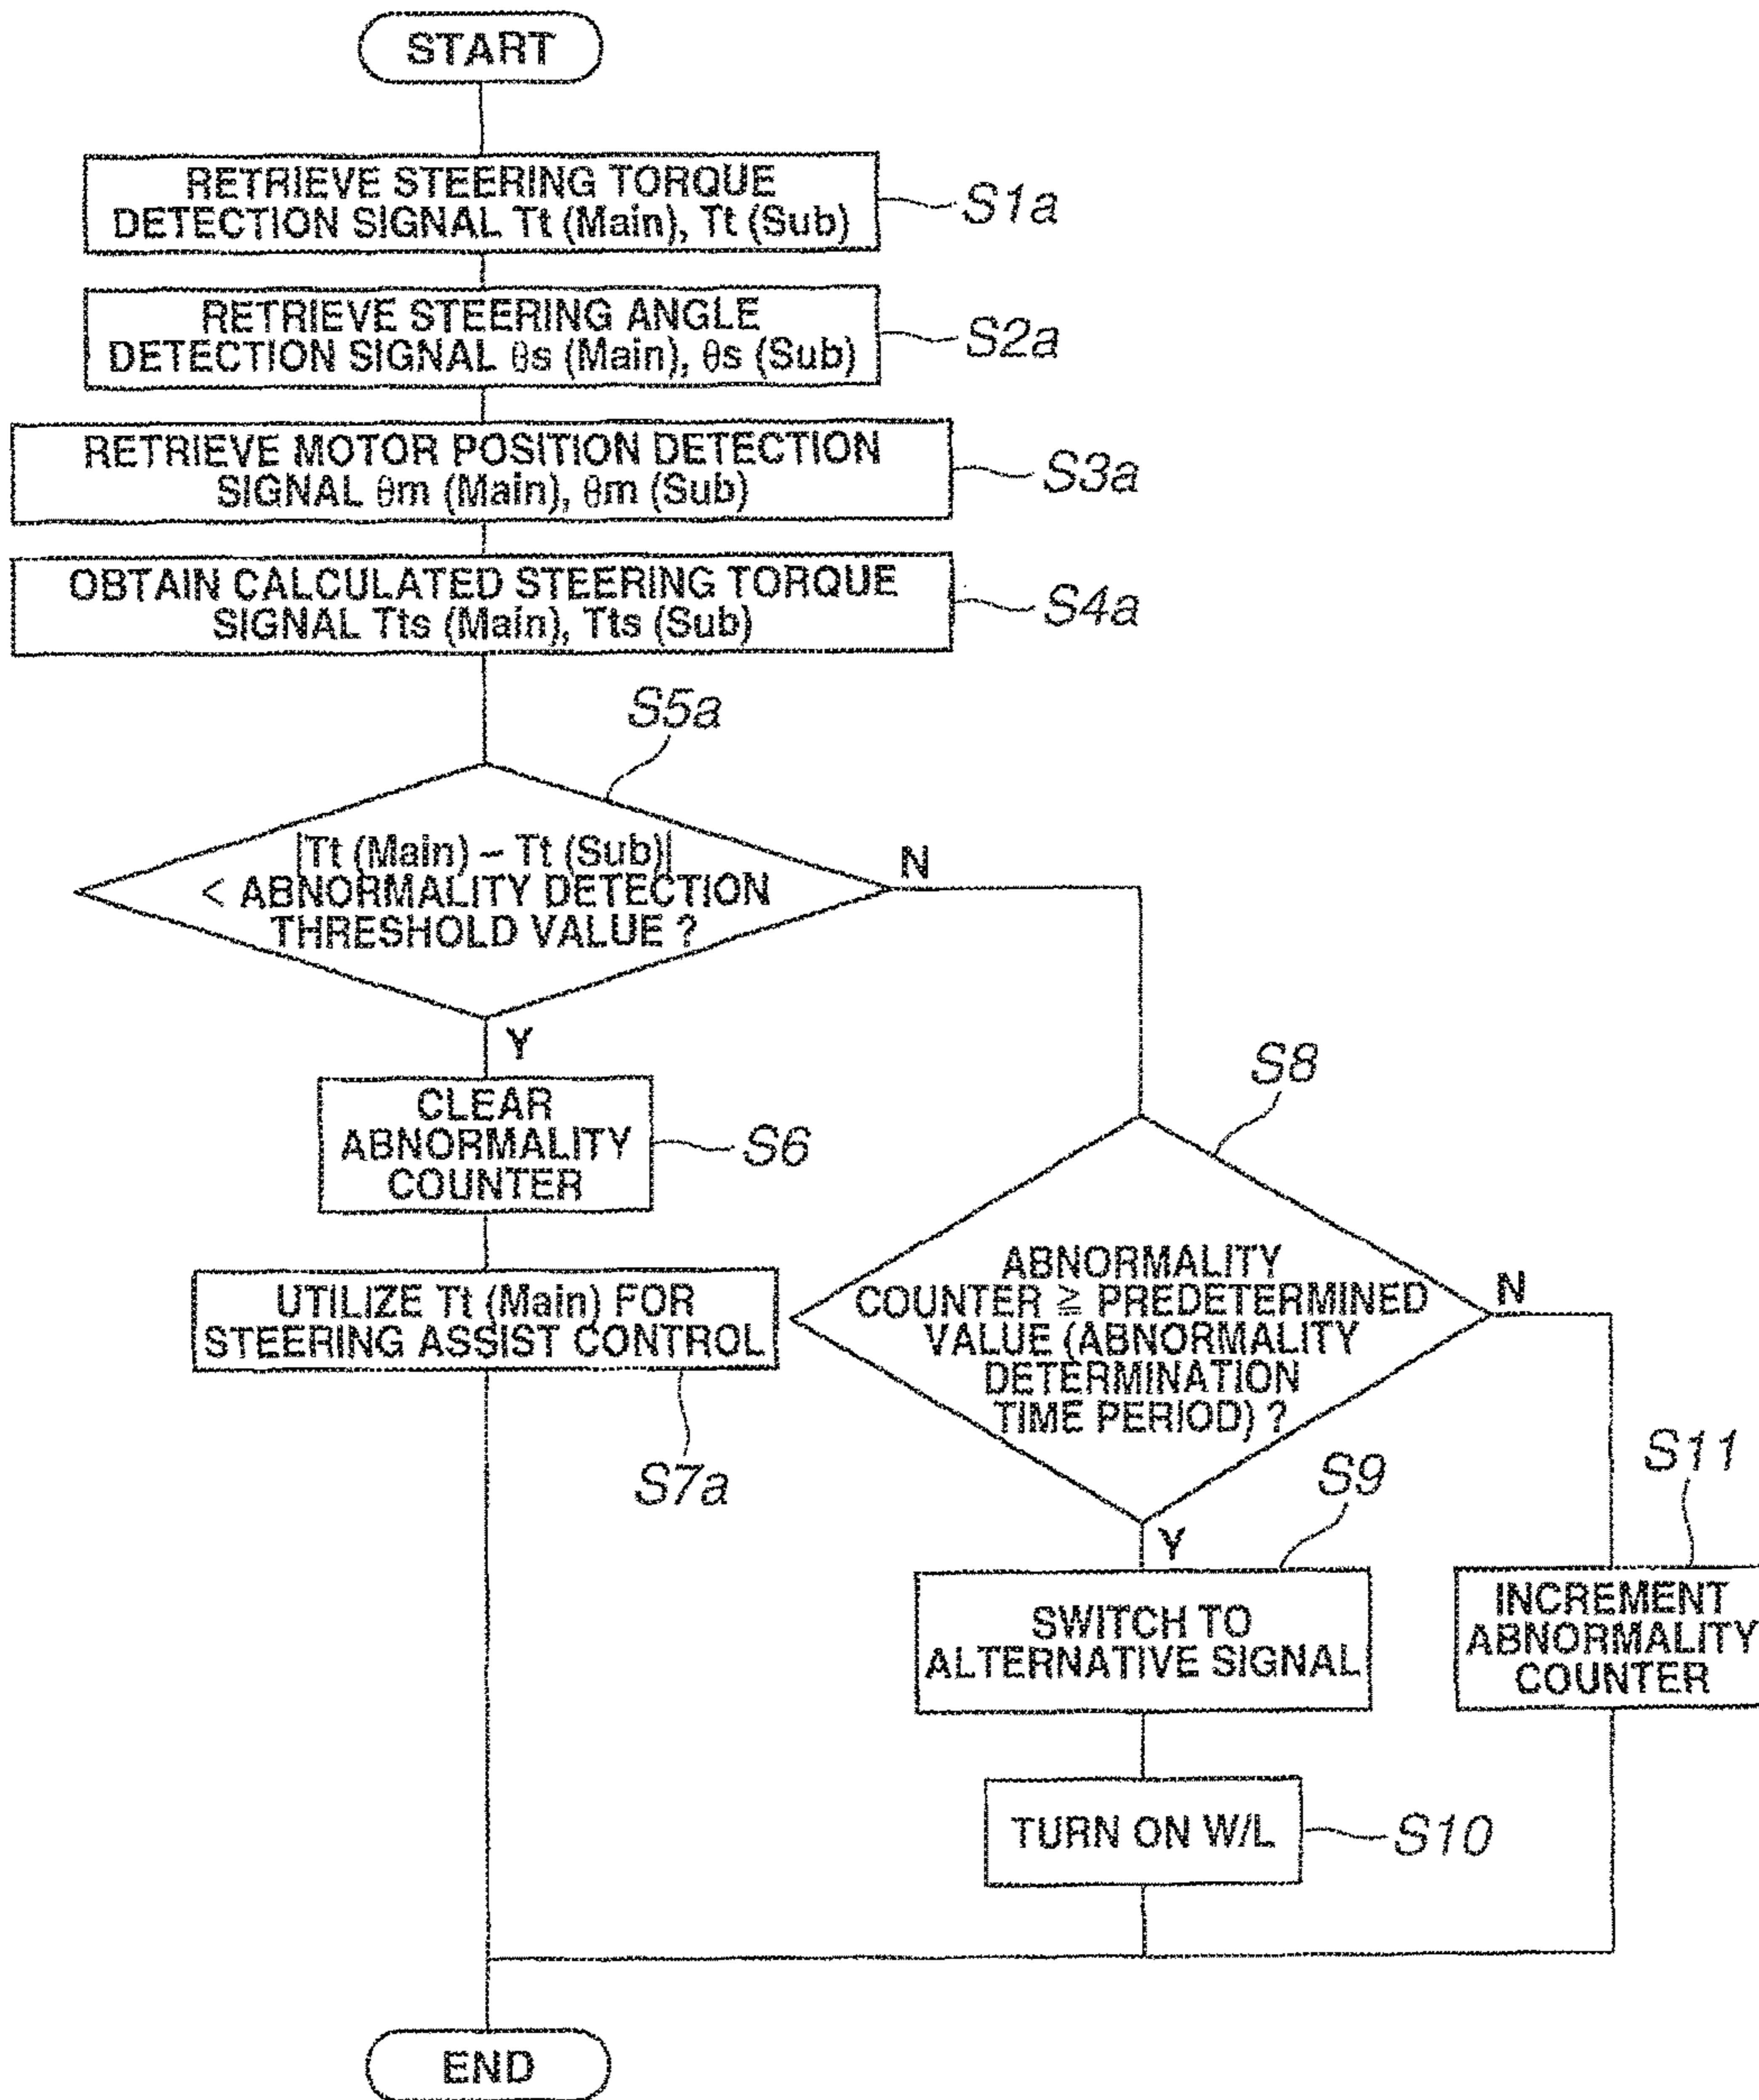 START
RETRIEVE STEERING TORQUE
DETECTION SIGNAL Tt (Main), Tt (Sub)
S1a
RETRIEVE STEERING ANGLE
DETECTION SIGNAL θs (Main), θs (Sub)
S2a
RETRIEVE MOTOR POSITION DETECTION
SIGNAL θm (Main), θm (Sub)
S3a
OBTAIN CALCULATED STEERING TORQUE
SIGNAL Tts (Main), Tts (Sub)
S4a
S5a
|Tt (Main) – Tt (Sub)|
< ABNORMALITY DETECTION
THRESHOLD VALUE ?
N
Y
CLEAR
ABNORMALITY
COUNTER
S6
UTILIZE Tt (Main) FOR
STEERING ASSIST CONTROL
S7a
S8
ABNORMALITY
COUNTER ≧ PREDETERMINED
VALUE (ABNORMALITY
DETERMINATION
TIME PERIOD) ?
N
Y
S9
SWITCH TO
ALTERNATIVE SIGNAL
S11
INCREMENT
ABNORMALITY
COUNTER
TURN ON W/L
S10
END